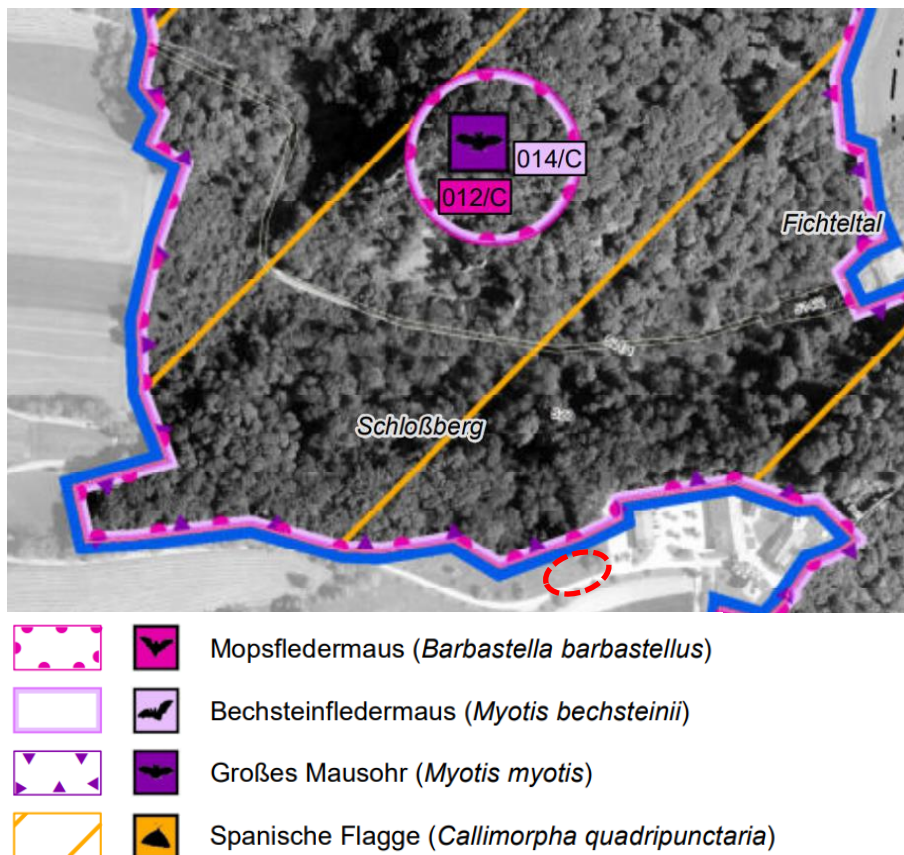 014/C
012/C
Fichteltal
Schloßberg
Mopsfledermaus (Barbastella barbastellus)
Bechsteinfledermaus (Myotis bechsteinii)
Großes Mausohr (Myotis myotis)
Spanische Flagge (Callimorpha quadripunctaria)